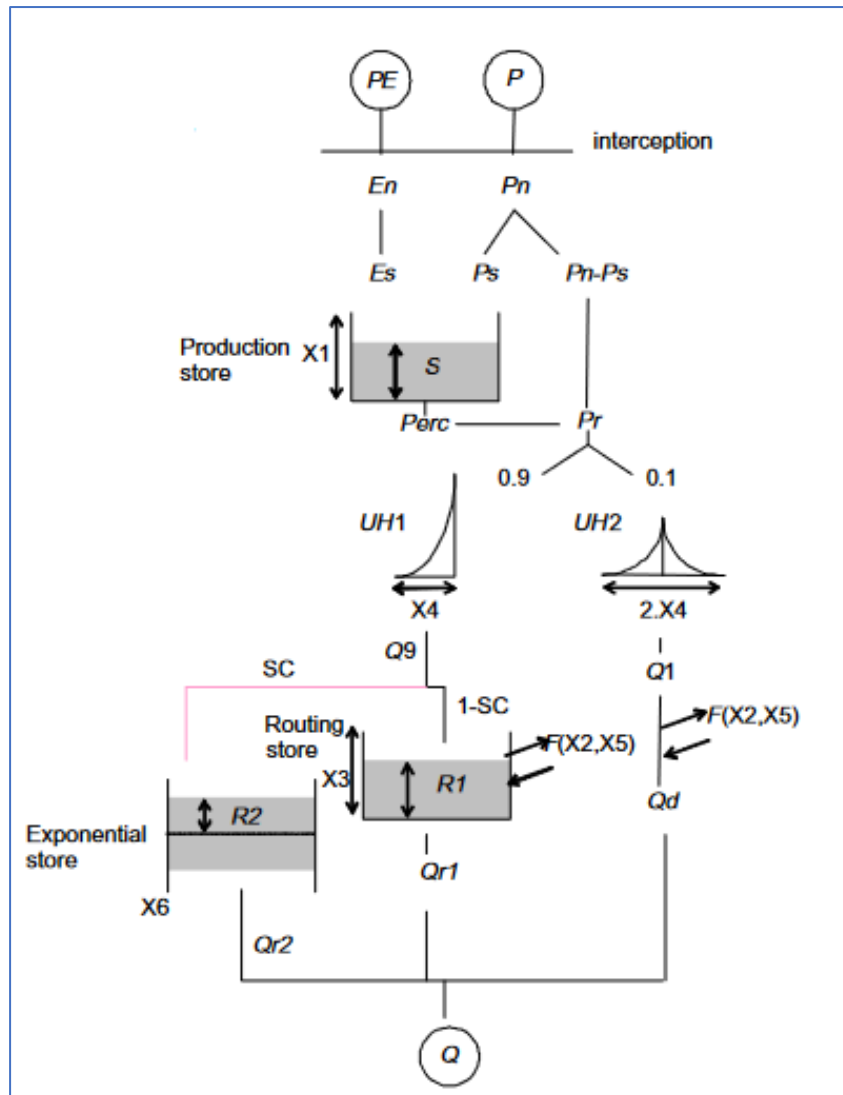 PE
P
interception
En
Pn
Es
Ps
Pn-Ps
Production
store
X1
S
Perc
Pr
0.9
0.1
UH1
UH2
X4
2.X4
Q9
Q1
SC
1-SC
Routing
store
F(X2,X5)
F(X2,X5)
X3
R1
R2
Qd
Exponential
store
Qr1
X6
Qr2
Q